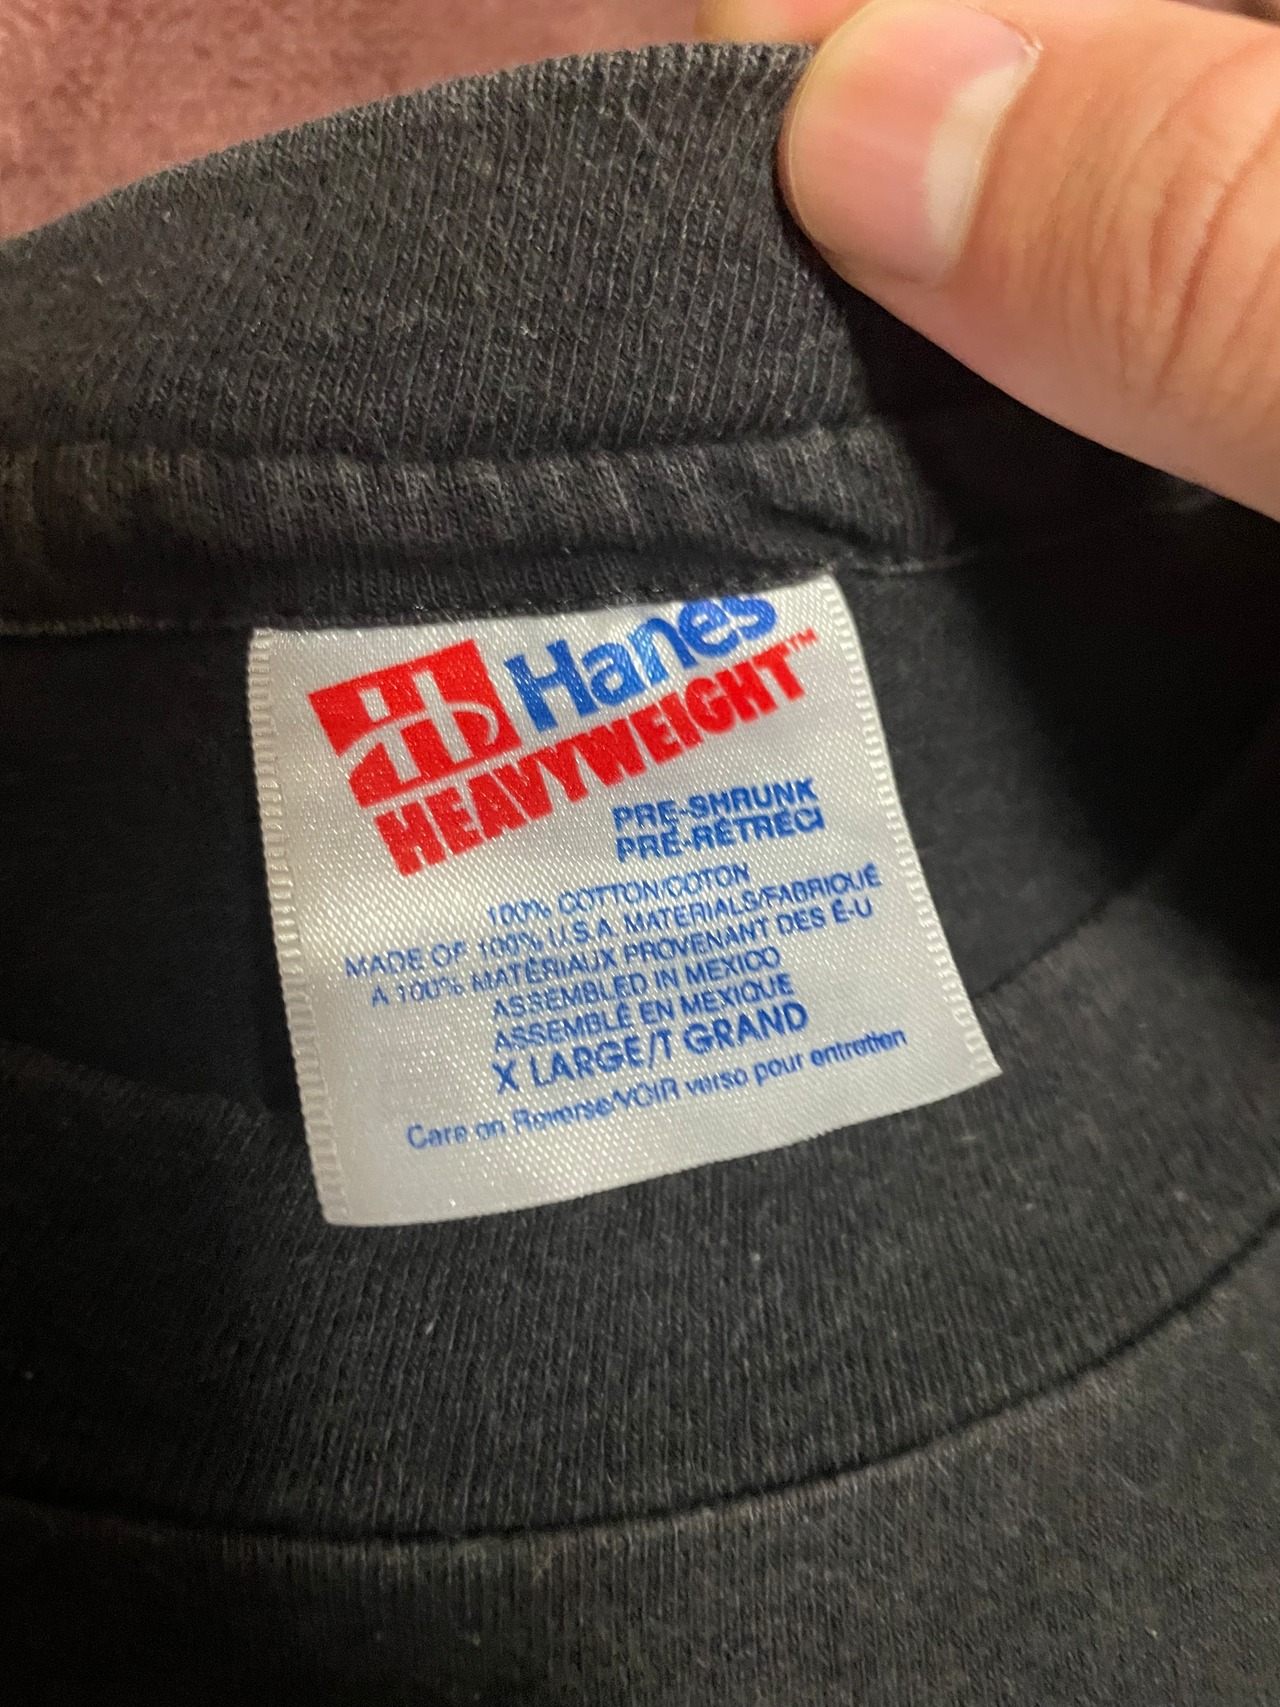 Hanes
HEAVYWEIGHT™
PRE-SHRUNK
PRÉ-RÉTRÉCI
100% COTTON/COTON
MADE OF 100% U.S.A. MATERIALS/FABRIQUÉ
À 100% MATÉRIAUX PROVENANT DES É-U
ASSEMBLED IN MEXICO
ASSEMBLÉ EN MEXIQUE
X LARGE/T GRAND
Care on Reverse/VOIR verso pour entretien